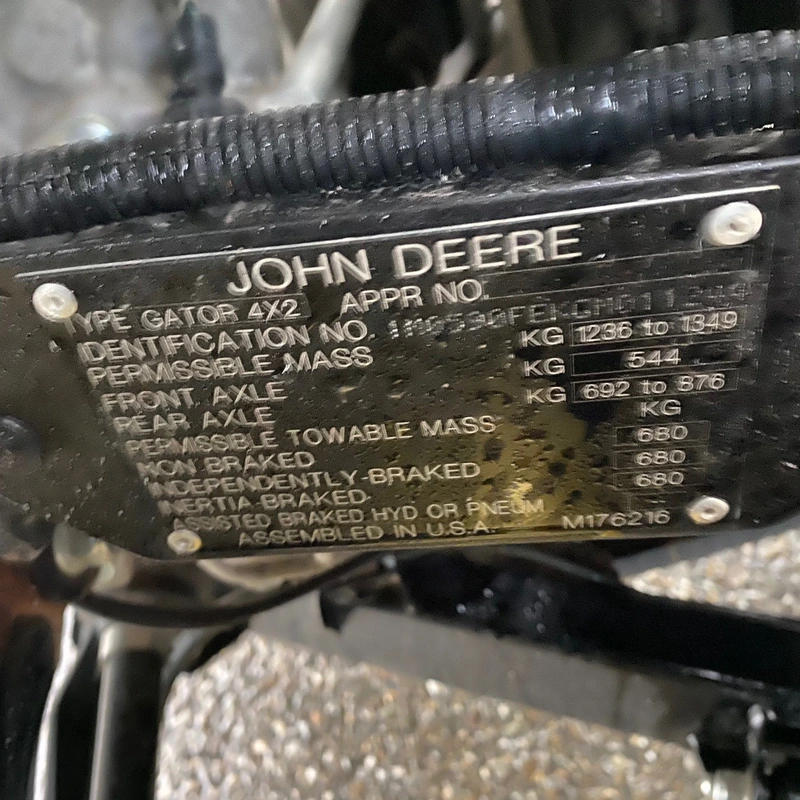 JOHN DEERE
TYPE GATOR 4X2 APPR NO.
IDENTIFICATION NO.
PERMISSIBLE MASS KG 1236 to 1349
FRONT AXLE KG 544
REAR AXLE KG 692 to 876
PERMISSIBLE TOWABLE MASS KG
NON BRAKED 680
INDEPENDENTLY-BRAKED 680
INERTIA-BRAKED 680
ASSISTED BRAKED HYD OR PNEUM
ASSEMBLED IN U.S.A. M176216